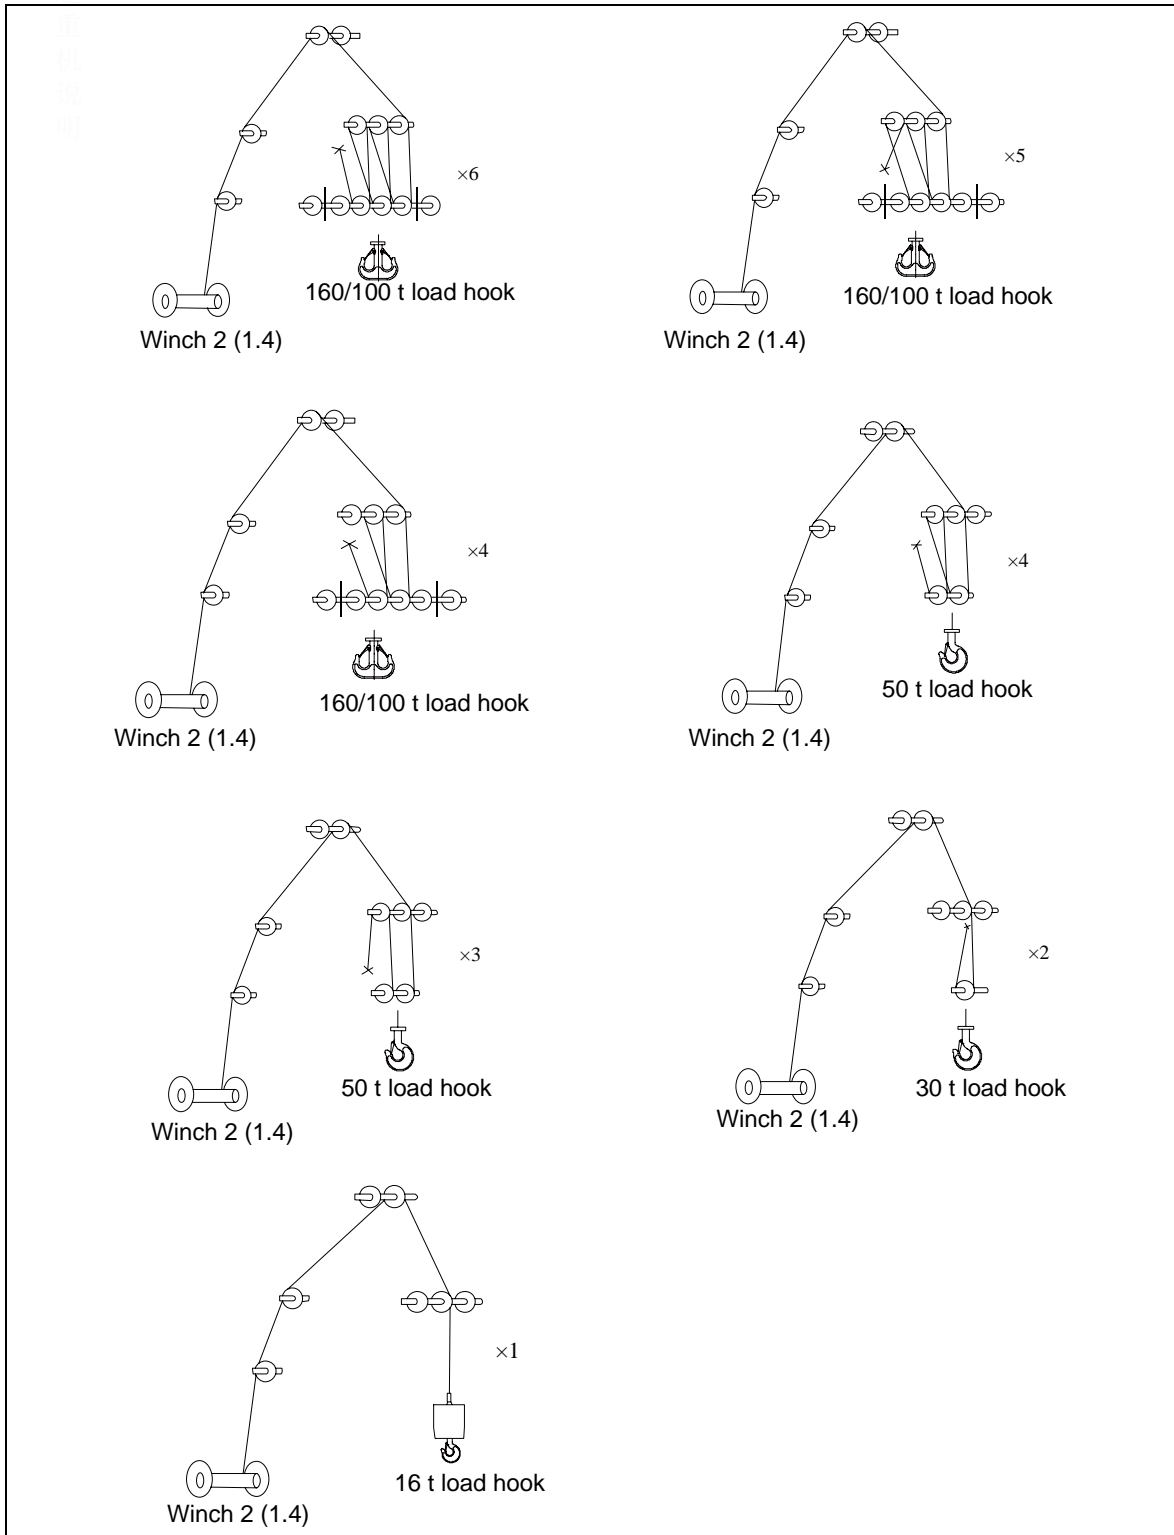 ×6
160/100 t load hook
Winch 2 (1.4)
×5
160/100 t load hook
Winch 2 (1.4)
×4
160/100 t load hook
Winch 2 (1.4)
×4
50 t load hook
Winch 2 (1.4)
×3
50 t load hook
Winch 2 (1.4)
×2
30 t load hook
Winch 2 (1.4)
×1
16 t load hook
Winch 2 (1.4)